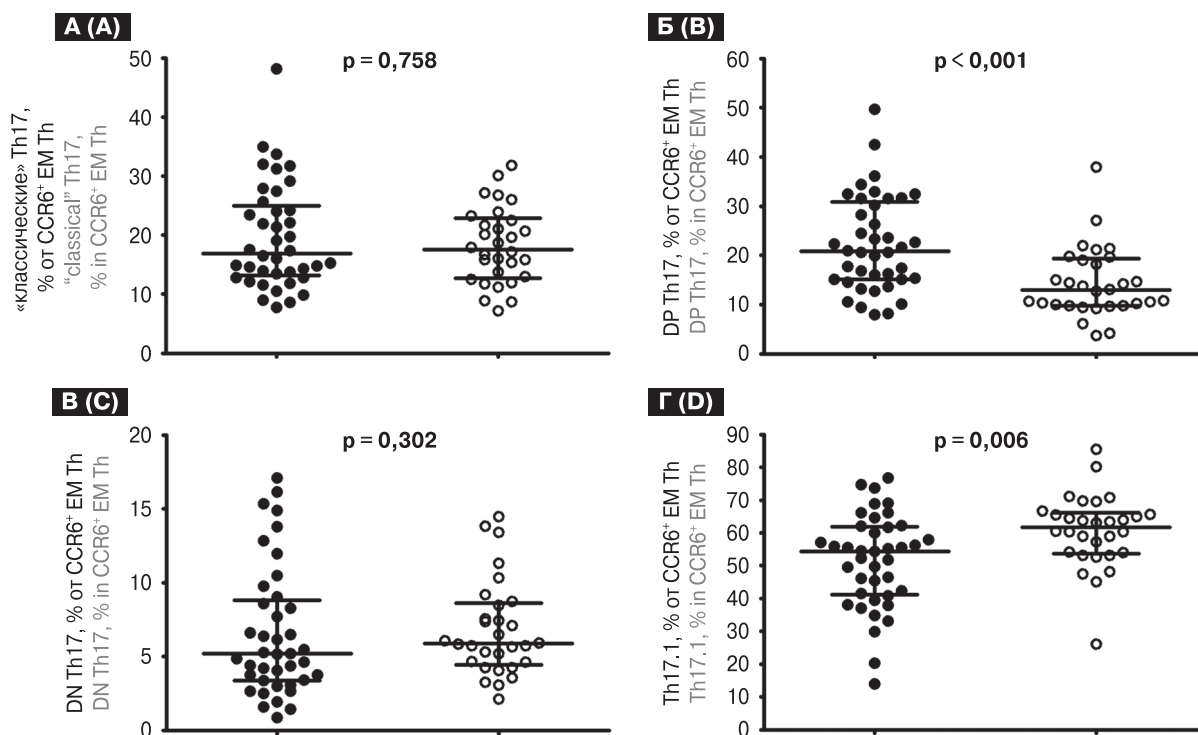 А (A)
«классические» Th17,
% от CCR6⁺ EM Th
“classical” Th17,
% in CCR6⁺ EM Th
50
40
30
20
10
0
p = 0,758
Б (B)
DP Th17, % от CCR6⁺ EM Th
DP Th17, % in CCR6⁺ EM Th
60
50
40
30
20
10
0
p < 0,001
В (C)
DN Th17, % от CCR6⁺ EM Th
DN Th17, % in CCR6⁺ EM Th
20
15
10
5
0
p = 0,302
Г (D)
Th17.1, % от CCR6⁺ EM Th
Th17.1, % in CCR6⁺ EM Th
90
80
70
60
50
40
30
20
10
0
p = 0,006